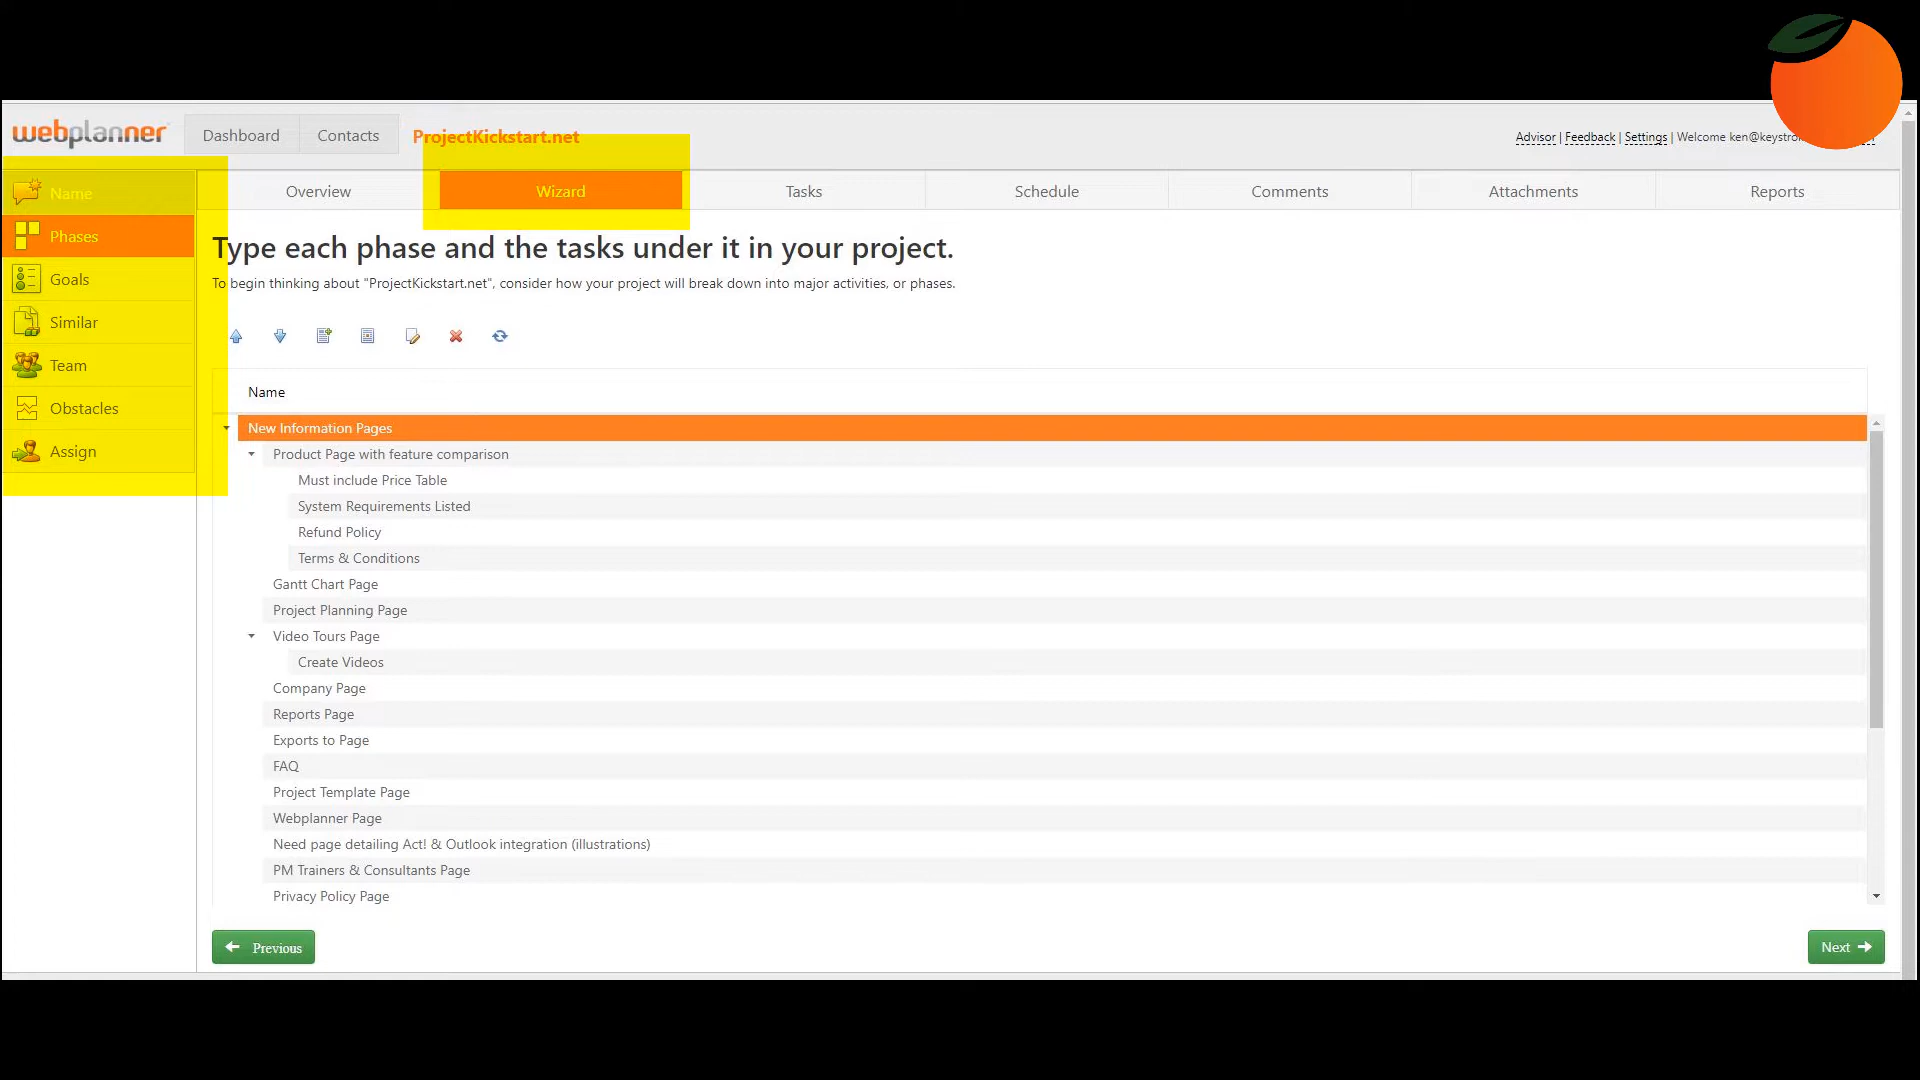 webplanner
Dashboard
Contacts
ProjectKickstart.net
Advisor | Feedback | Settings | Welcome
Name
Phases
Goals
Similar
Team
Obstacles
Assign
Overview
Wizard
Tasks
Schedule
Comments
Attachments
Reports
Type each phase and the tasks under it in your project.
To begin thinking about "ProjectKickstart.net", consider how your project will break down into major activities, or phases.
Name
New Information Pages
Product Page with feature comparison
Must include Price Table
System Requirements Listed
Refund Policy
Terms & Conditions
Gantt Chart Page
Project Planning Page
Video Tours Page
Create Videos
Company Page
Reports Page
Exports to Page
FAQ
Project Template Page
Webplanner Page
Need page detailing Act! & Outlook integration (illustrations)
PM Trainers & Consultants Page
Privacy Policy Page
Previous
Next